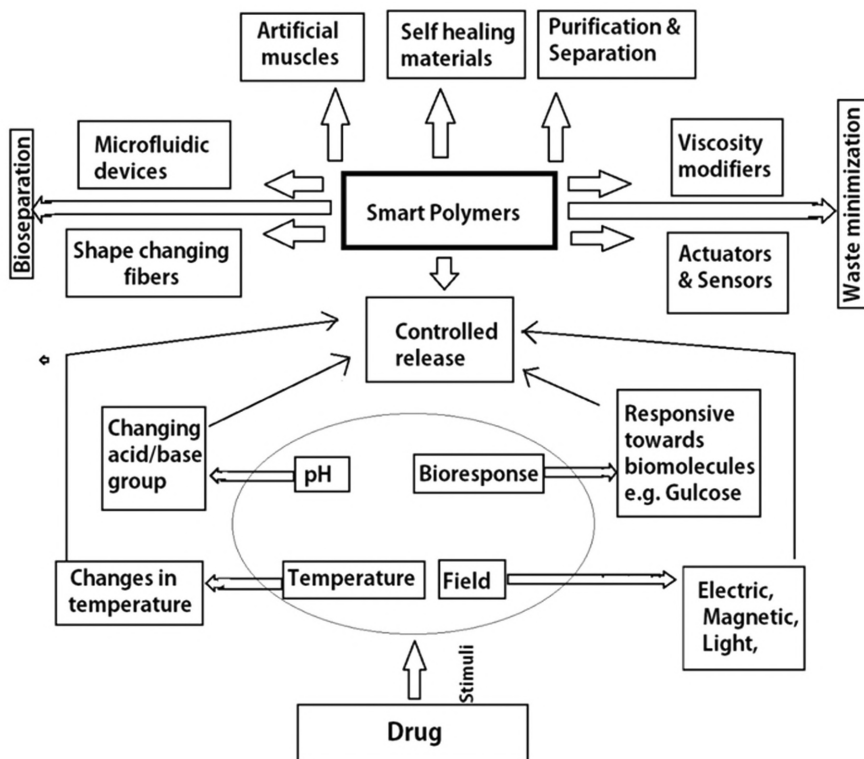 Artificial
muscles
Self healing
materials
Purification &
Separation
Bioseparation
Microfluidic
devices
Shape changing
fibers
Smart Polymers
Viscosity
modifiers
Actuators
& Sensors
Waste minimization
Controlled
release
Changing
acid/base
group
pH
Bioresponse
Responsive
towards
biomolecules
e.g. Gulcose
Changes in
temperature
Temperature
Field
Electric,
Magnetic,
Light,
Stimuli
Drug